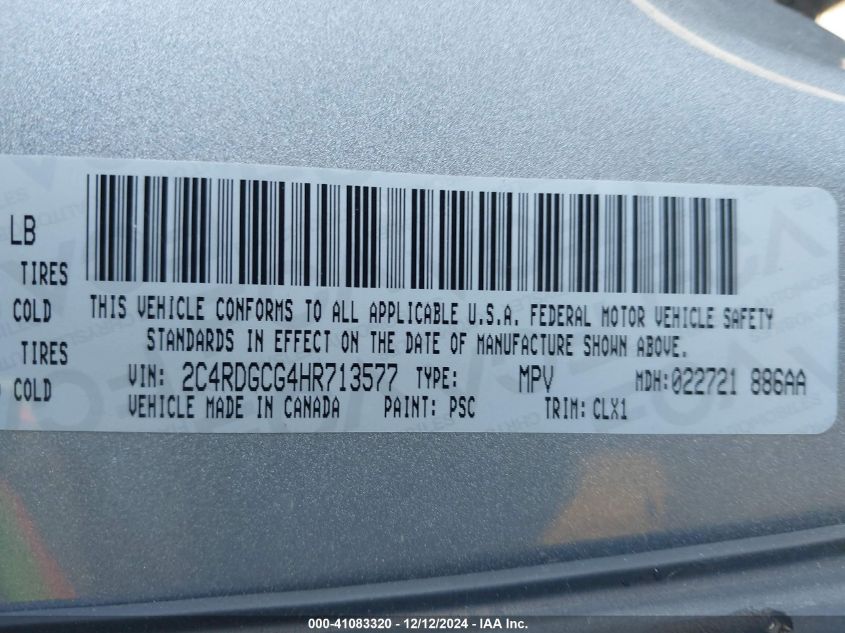 LB
TIRES
COLD
THIS VEHICLE CONFORMS TO ALL APPLICABLE U.S.A. FEDERAL MOTOR VEHICLE SAFETY
STANDARDS IN EFFECT ON THE DATE OF MANUFACTURE SHOWN ABOVE.
TIRES
VIN: 2C4RDGCG4HR713577 TYPE: MPV MDH:022721 886AA
COLD
VEHICLE MADE IN CANADA PAINT: PSC TRIM: CLX1
000-41083320 - 12/12/2024 - IAA Inc.